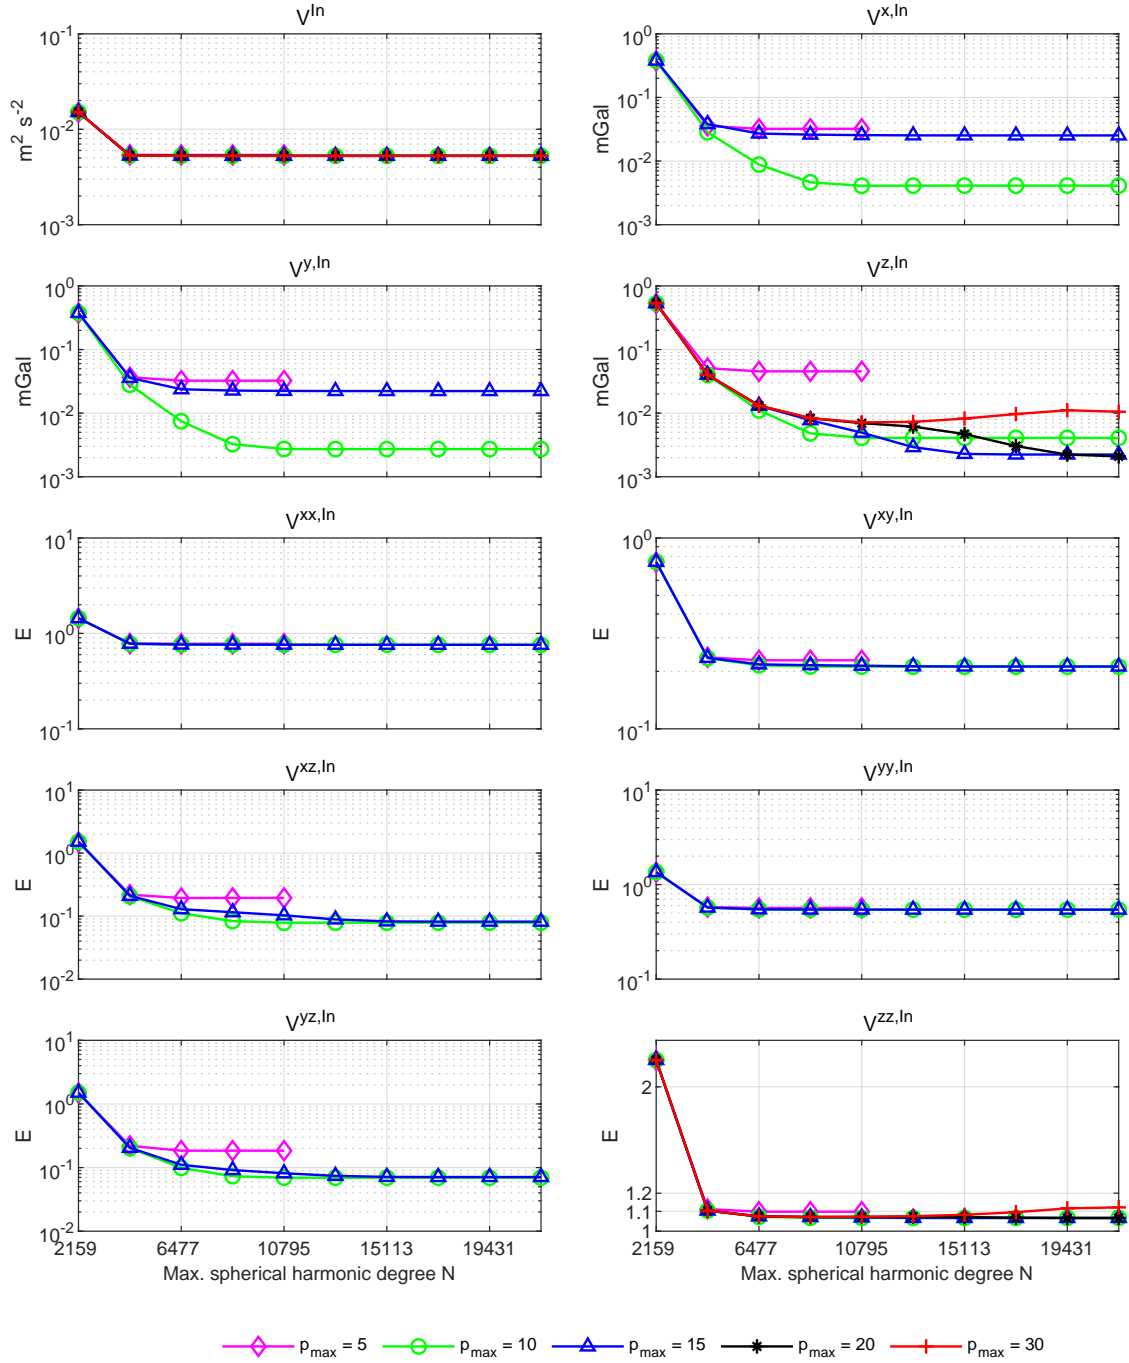 V^In
V^x,In
10^-1
10^-2
10^-3
m^2 s^-2
10^0
10^-1
10^-2
10^-3
mGal
V^y,In
V^z,In
10^0
10^-1
10^-2
10^-3
mGal
10^0
10^-1
10^-2
10^-3
mGal
V^xx,In
V^xy,In
10^1
10^0
10^-1
E
10^0
10^-1
E
V^xz,In
V^yy,In
10^1
10^0
10^-1
10^-2
E
10^1
10^0
10^-1
E
V^yz,In
V^zz,In
10^1
10^0
10^-1
10^-2
E
2
1.2
1.1
1
E
2159 6477 10795 15113 19431
2159 6477 10795 15113 19431
Max. spherical harmonic degree N
Max. spherical harmonic degree N
p_max = 5 p_max = 10 p_max = 15 p_max = 20 p_max = 30